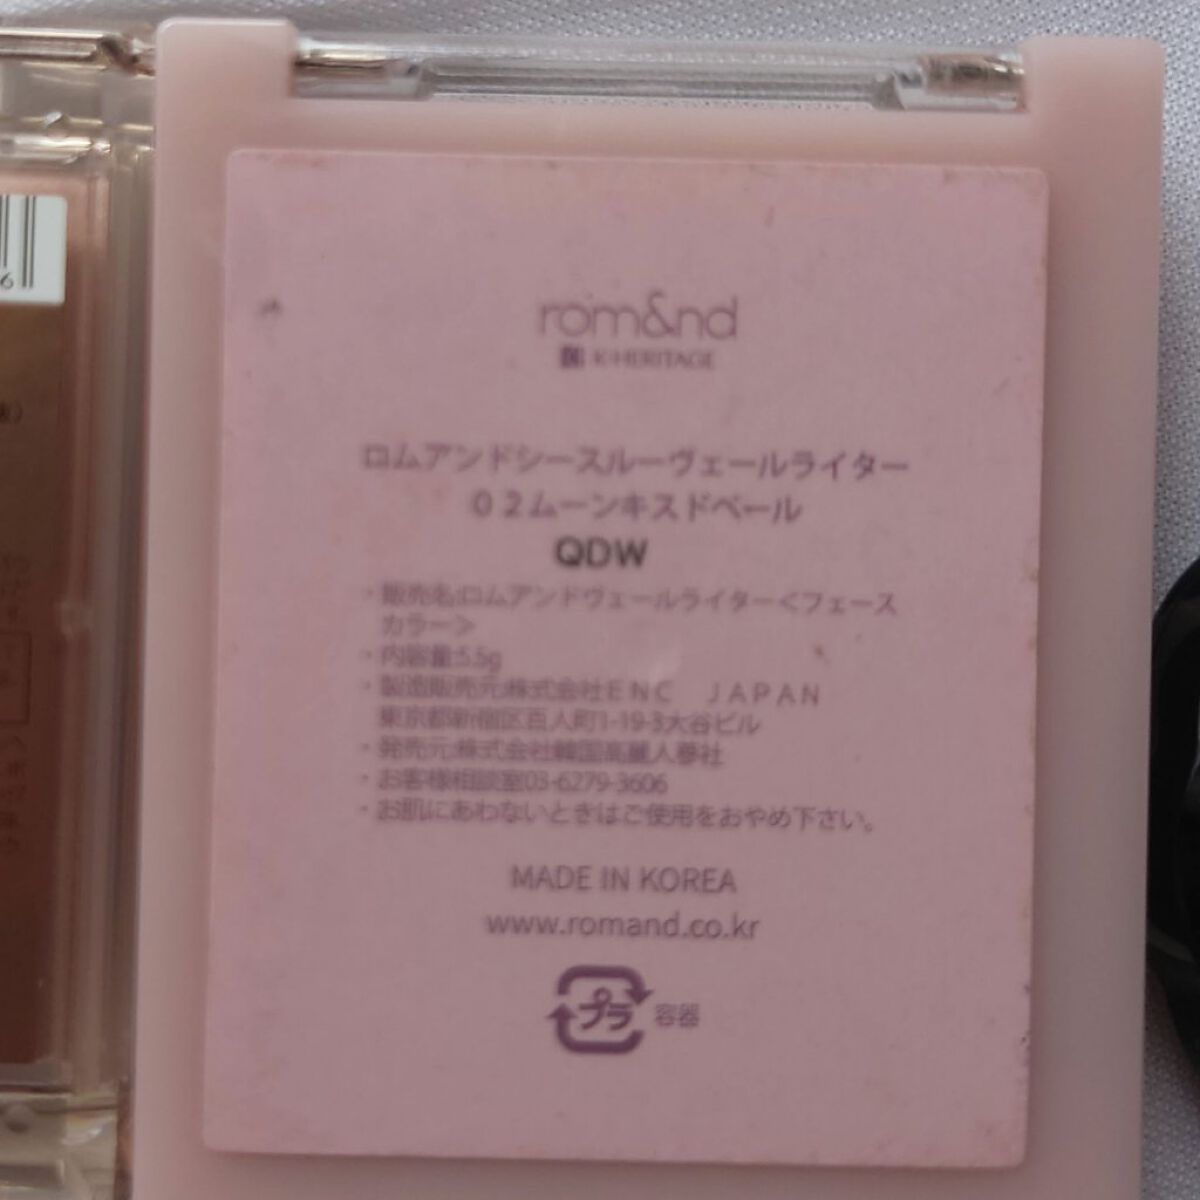 rom&nd
K-HERITAGE
ロムアンドシースルーヴェールライター
02ムーンキスドベール
QDW
・販売名:ロムアンドヴェールライター<フェース
カラー>
・内容量:5.5g
・製造販売元:株式会社ENC JAPAN
東京都新宿区百人町1-19-3大谷ビル
・発売元:株式会社韓国高麗人蔘社
・お客様相談室03-6279-3606
・お肌にあわないときはご使用をおやめ下さい。
MADE IN KOREA
www.romand.co.kr
プラ 容器